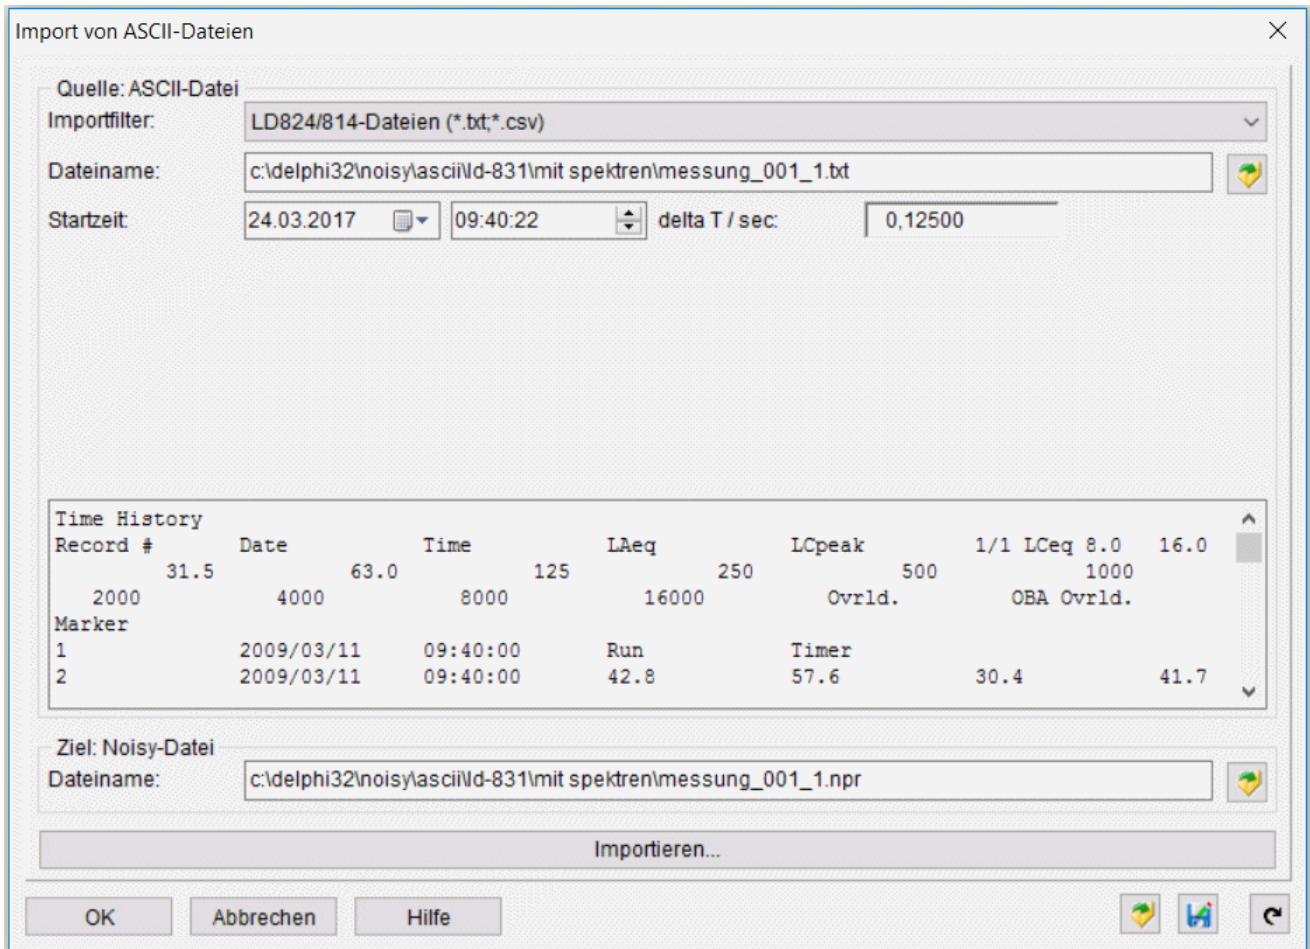 Import von ASCII-Dateien
Quelle: ASCII-Datei
Importfilter: LD824/814-Dateien (*.txt;*.csv)
Dateiname: c:\delphi32\noisy\ascii\ld-831\mit spektren\messung_001_1.txt
Startzeit: 24.03.2017 09:40:22 delta T / sec: 0,12500
Time History
Record # Date Time LAeq LCpeak 1/1 LCeq 8.0 16.0
31.5 63.0 125 250 500 1000
2000 4000 8000 16000 Ovrld. OBA Ovrld.
Marker
1 2009/03/11 09:40:00 Run Timer
2 2009/03/11 09:40:00 42.8 57.6 30.4 41.7
Ziel: Noisy-Datei
Dateiname: c:\delphi32\noisy\ascii\ld-831\mit spektren\messung_001_1.npr
Importieren...
OK Abbrechen Hilfe